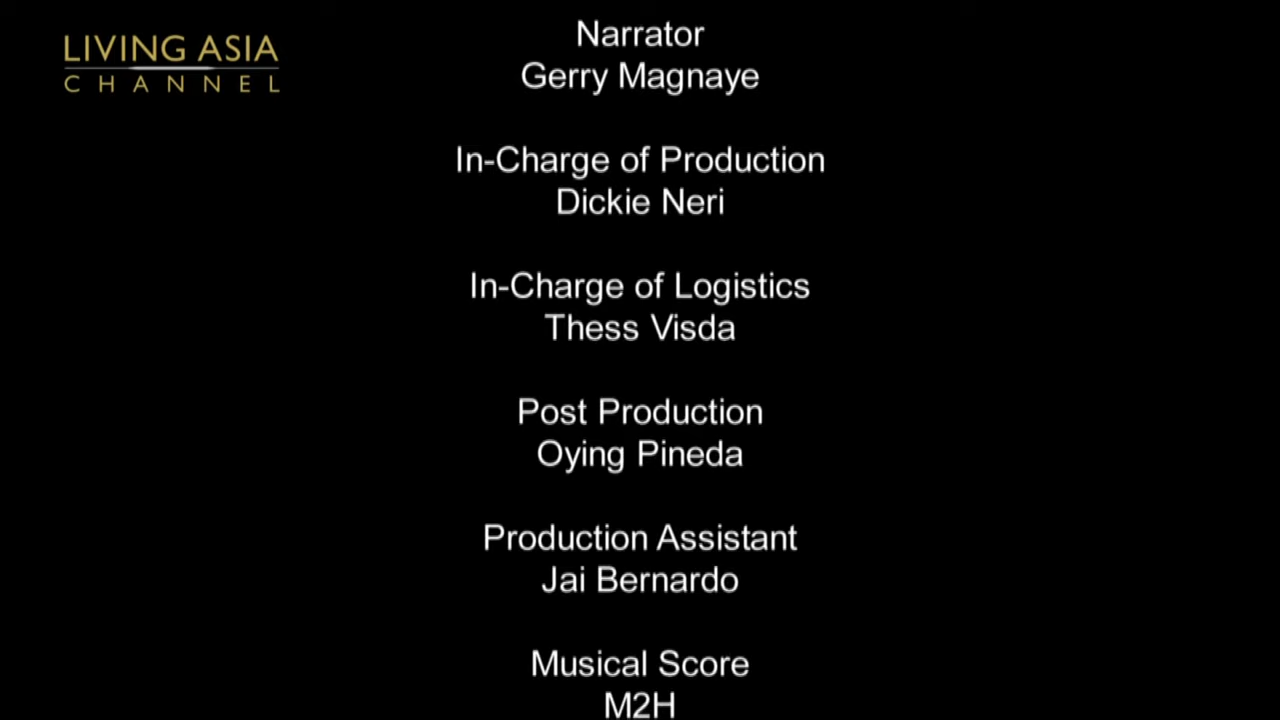 LIVING ASIA
CHANNEL
Narrator
Gerry Magnaye
In-Charge of Production
Dickie Neri
In-Charge of Logistics
Thess Visda
Post Production
Oying Pineda
Production Assistant
Jai Bernardo
Musical Score
M2H